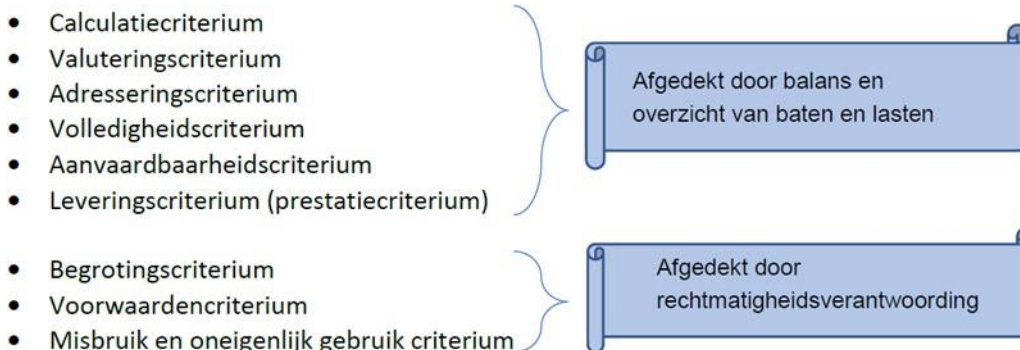 • Calculatiecriterium
• Valuteringscriterium
• Adresseringscriterium
• Volledigheidscriterium
• Aanvaardbaarheidscriterium
• Leveringscriterium (prestatiecriterium)
Afgedekt door balans en
overzicht van baten en lasten
• Begrotingscriterium
• Voorwaardencriterium
• Misbruik en oneigenlijk gebruik criterium
Afgedekt door
rechtmatigheidsverantwoording